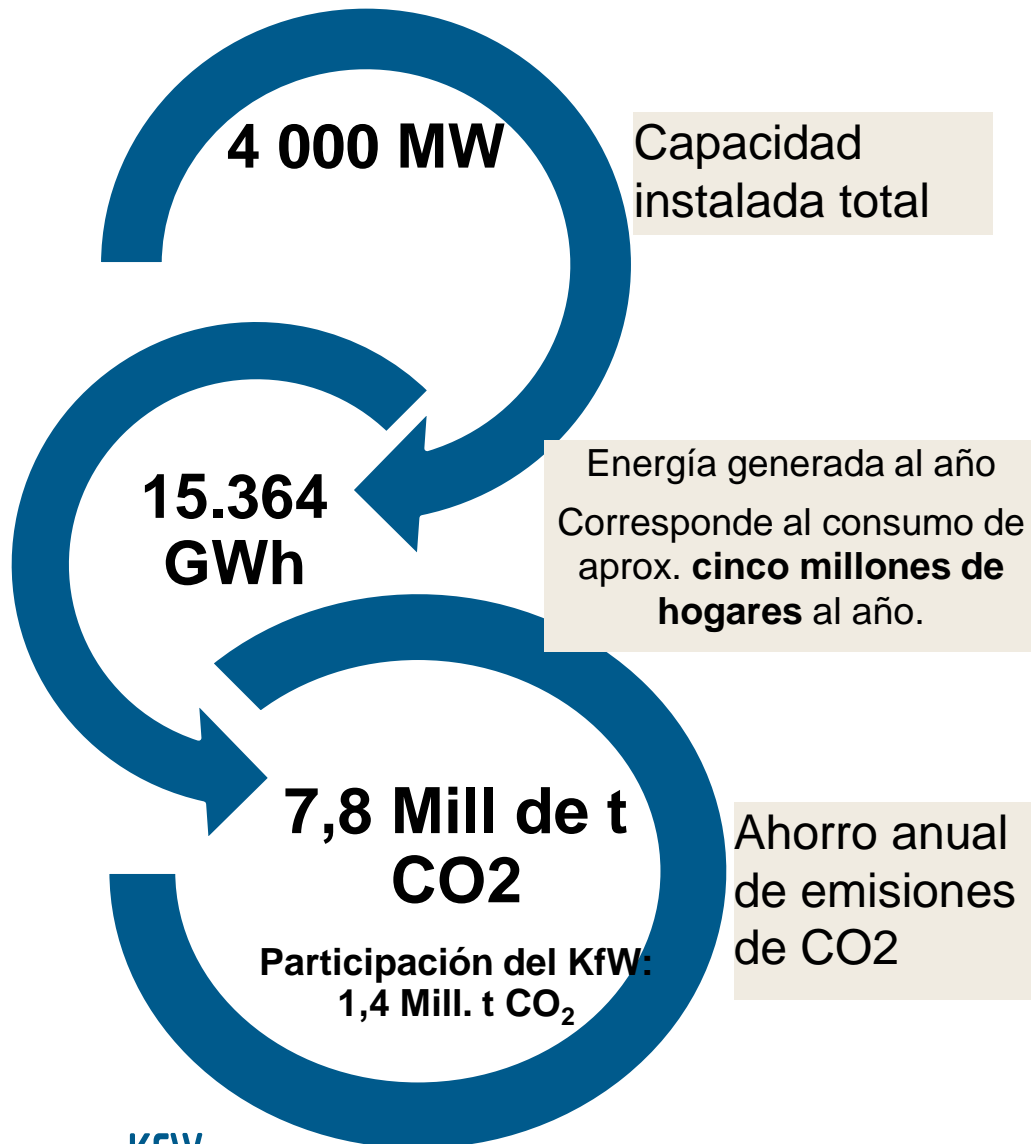 4 000 MW
Capacidad
instalada total
15.364
GWh
Energía generada al año
Corresponde al consumo de
aprox. cinco millones de
hogares al año.
7,8 Mill de t
CO2
Participación del KfW:
1,4 Mill. t CO₂
Ahorro anual
de emisiones
de CO2
KfW